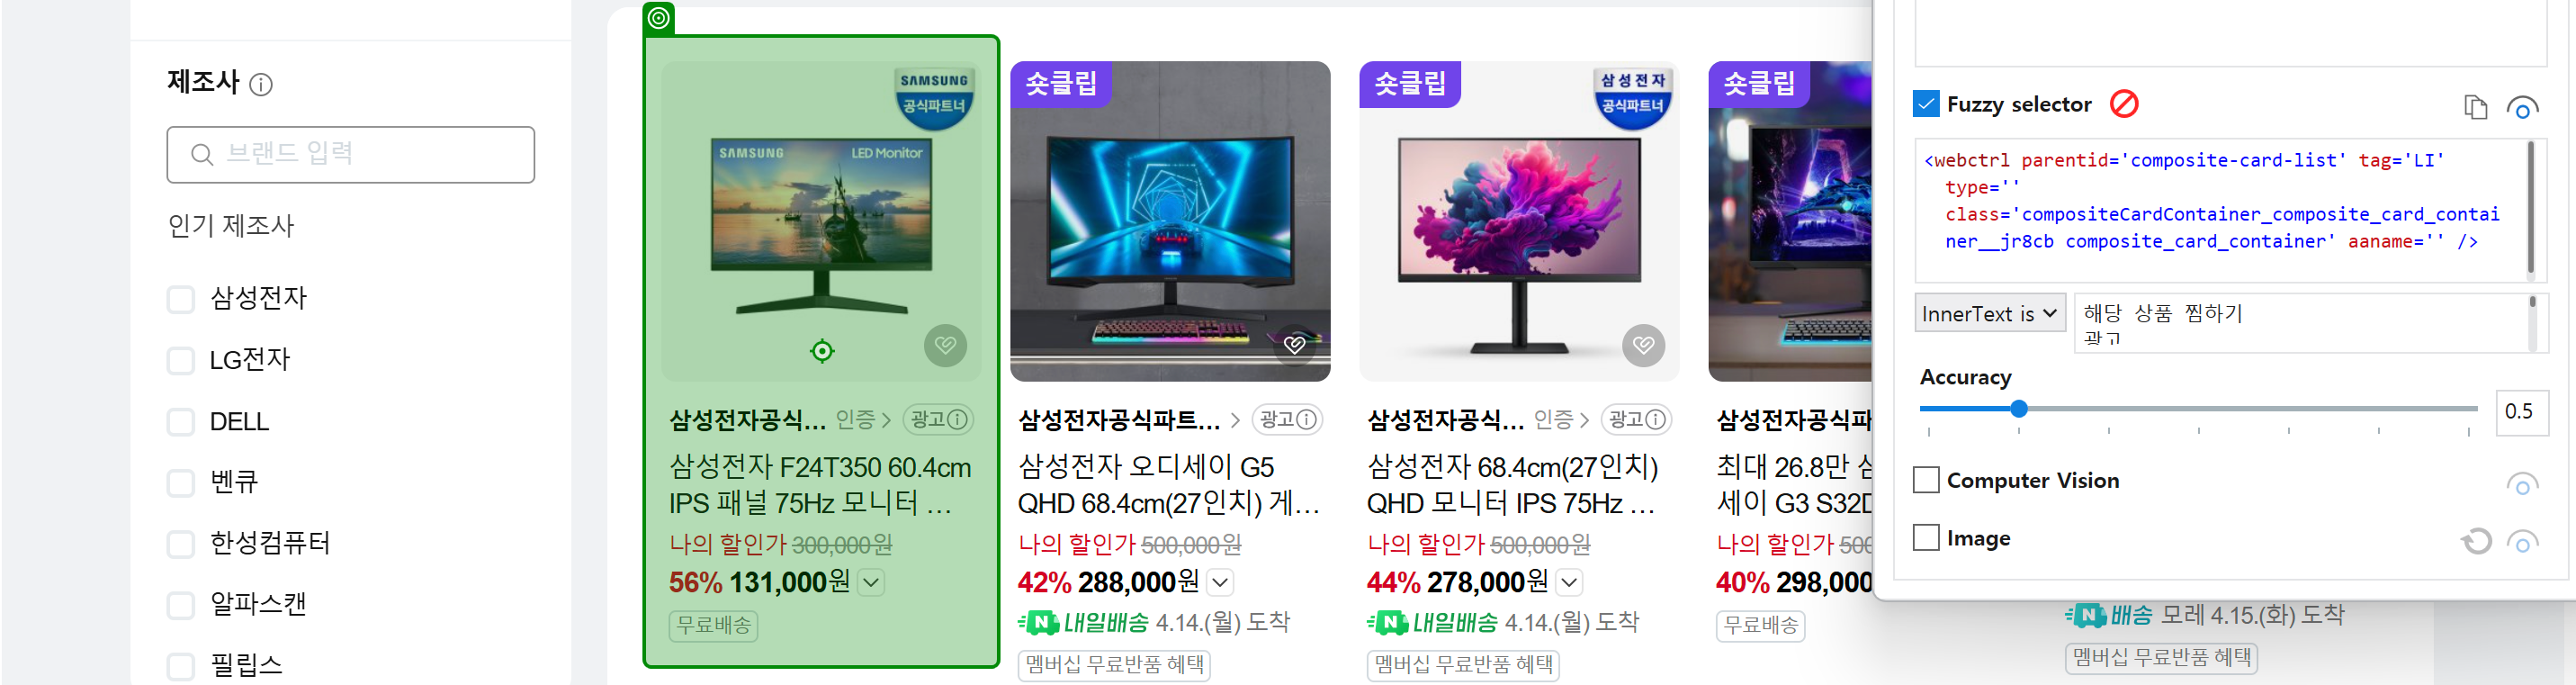 제조사
브랜드 입력
인기 제조사
삼성전자
LG전자
DELL
벤큐
한성컴퓨터
알파스캔
필립스
SAMSUNG
공식파트너
SAMSUNG
LED Monitor
삼성전자공식... 인증 > 광고
삼성전자 F24T350 60.4cm
IPS 패널 75Hz 모니터 ...
나의 할인가 300,000원
56% 131,000원
무료배송
숏클립
삼성전자공식파트... > 광고
삼성전자 오디세이 G5
QHD 68.4cm(27인치) 게...
나의 할인가 500,000원
42% 288,000원
N 내일배송 4.14.(월) 도착
멤버십 무료반품 혜택
숏클립
삼성전자
공식파트너
삼성전자공식... 인증 > 광고
삼성전자 68.4cm(27인치)
QHD 모니터 IPS 75Hz ...
나의 할인가 500,000원
44% 278,000원
N 내일배송 4.14.(월) 도착
멤버십 무료반품 혜택
숏클립
삼성전자공식파
최대 26.8만
세이 G3 S32D
나의 할인가 500
40% 298,000
무료배송
N 배송 모레 4.15.(화) 도착
멤버십 무료반품 혜택
Fuzzy selector
<webctrl parentid='composite-card-list' tag='LI'
type=''
class='compositeCardContainer_composite_card_contai
ner__jr8cb composite_card_container' aaname='' />
InnerText is
해당 상품 찜하기
광고
Accuracy
0.5
Computer Vision
Image